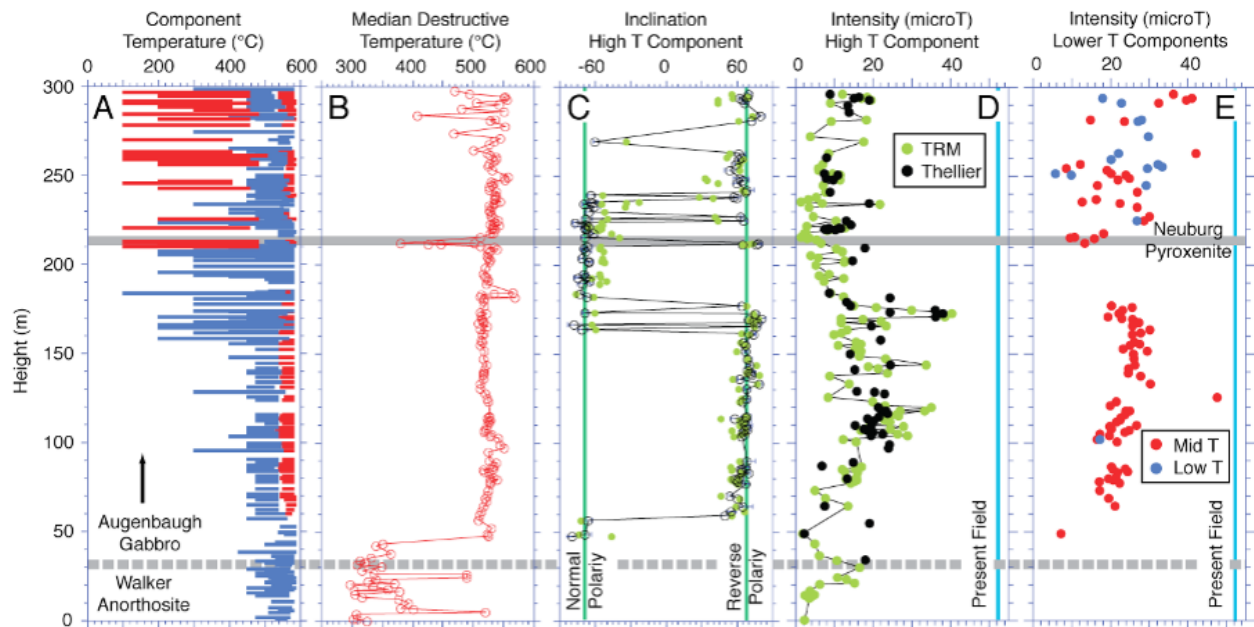 Component
Temperature (°C)
Median Destructive
Temperature (°C)
Inclination
High T Component
Intensity (microT)
High T Component
Intensity (microT)
Lower T Components
0 200 400 600
300 400 500 600
-60 0 60
0 20 40
0 20 40
A
B
C
D
E
Height (m)
300
250
200
150
100
50
0
Augenbaugh
Gabbro
Walker
Anorthosite
Normal
Polariy
Reverse
Polariy
TRM
Thellier
Present Field
Neuburg
Pyroxenite
Mid T
Low T
Present Field